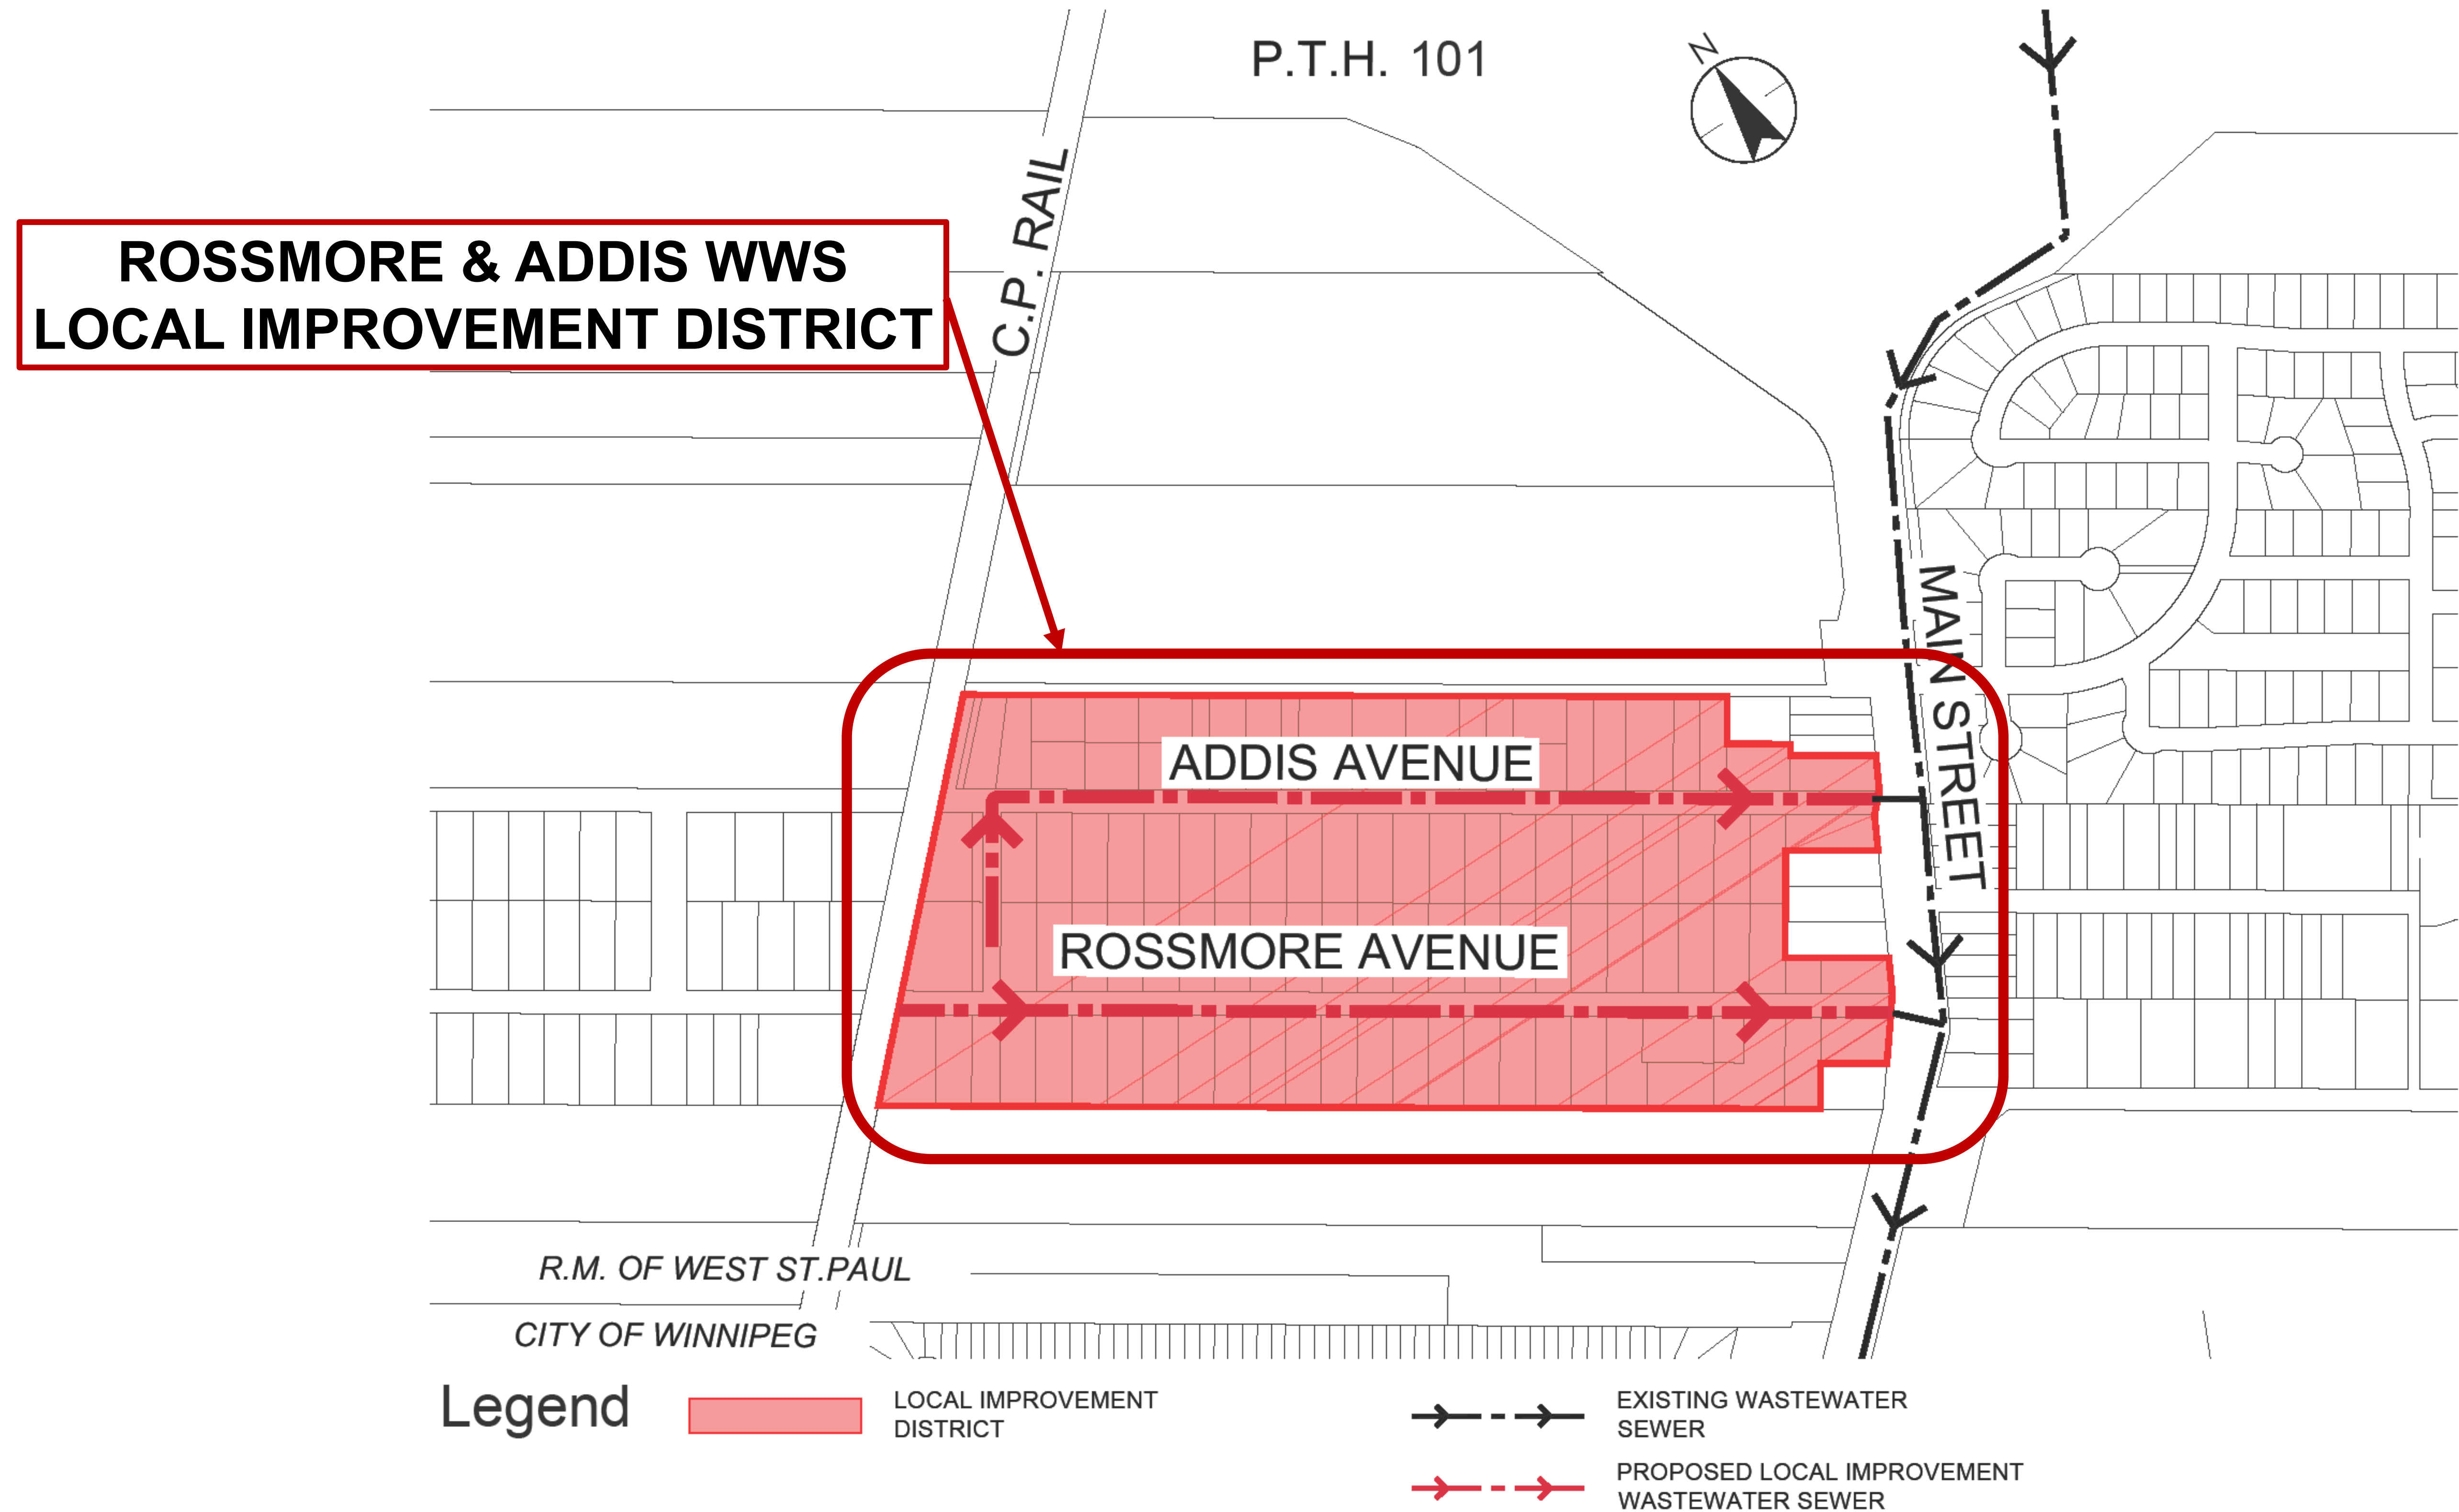 P.T.H. 101
N
C.P. RAIL
ROSSMORE & ADDIS WWS
LOCAL IMPROVEMENT DISTRICT
MAIN STREET
ADDIS AVENUE
ROSSMORE AVENUE
R.M. OF WEST ST.PAUL
CITY OF WINNIPEG
Legend
LOCAL IMPROVEMENT
DISTRICT
EXISTING WASTEWATER
SEWER
PROPOSED LOCAL IMPROVEMENT
WASTEWATER SEWER